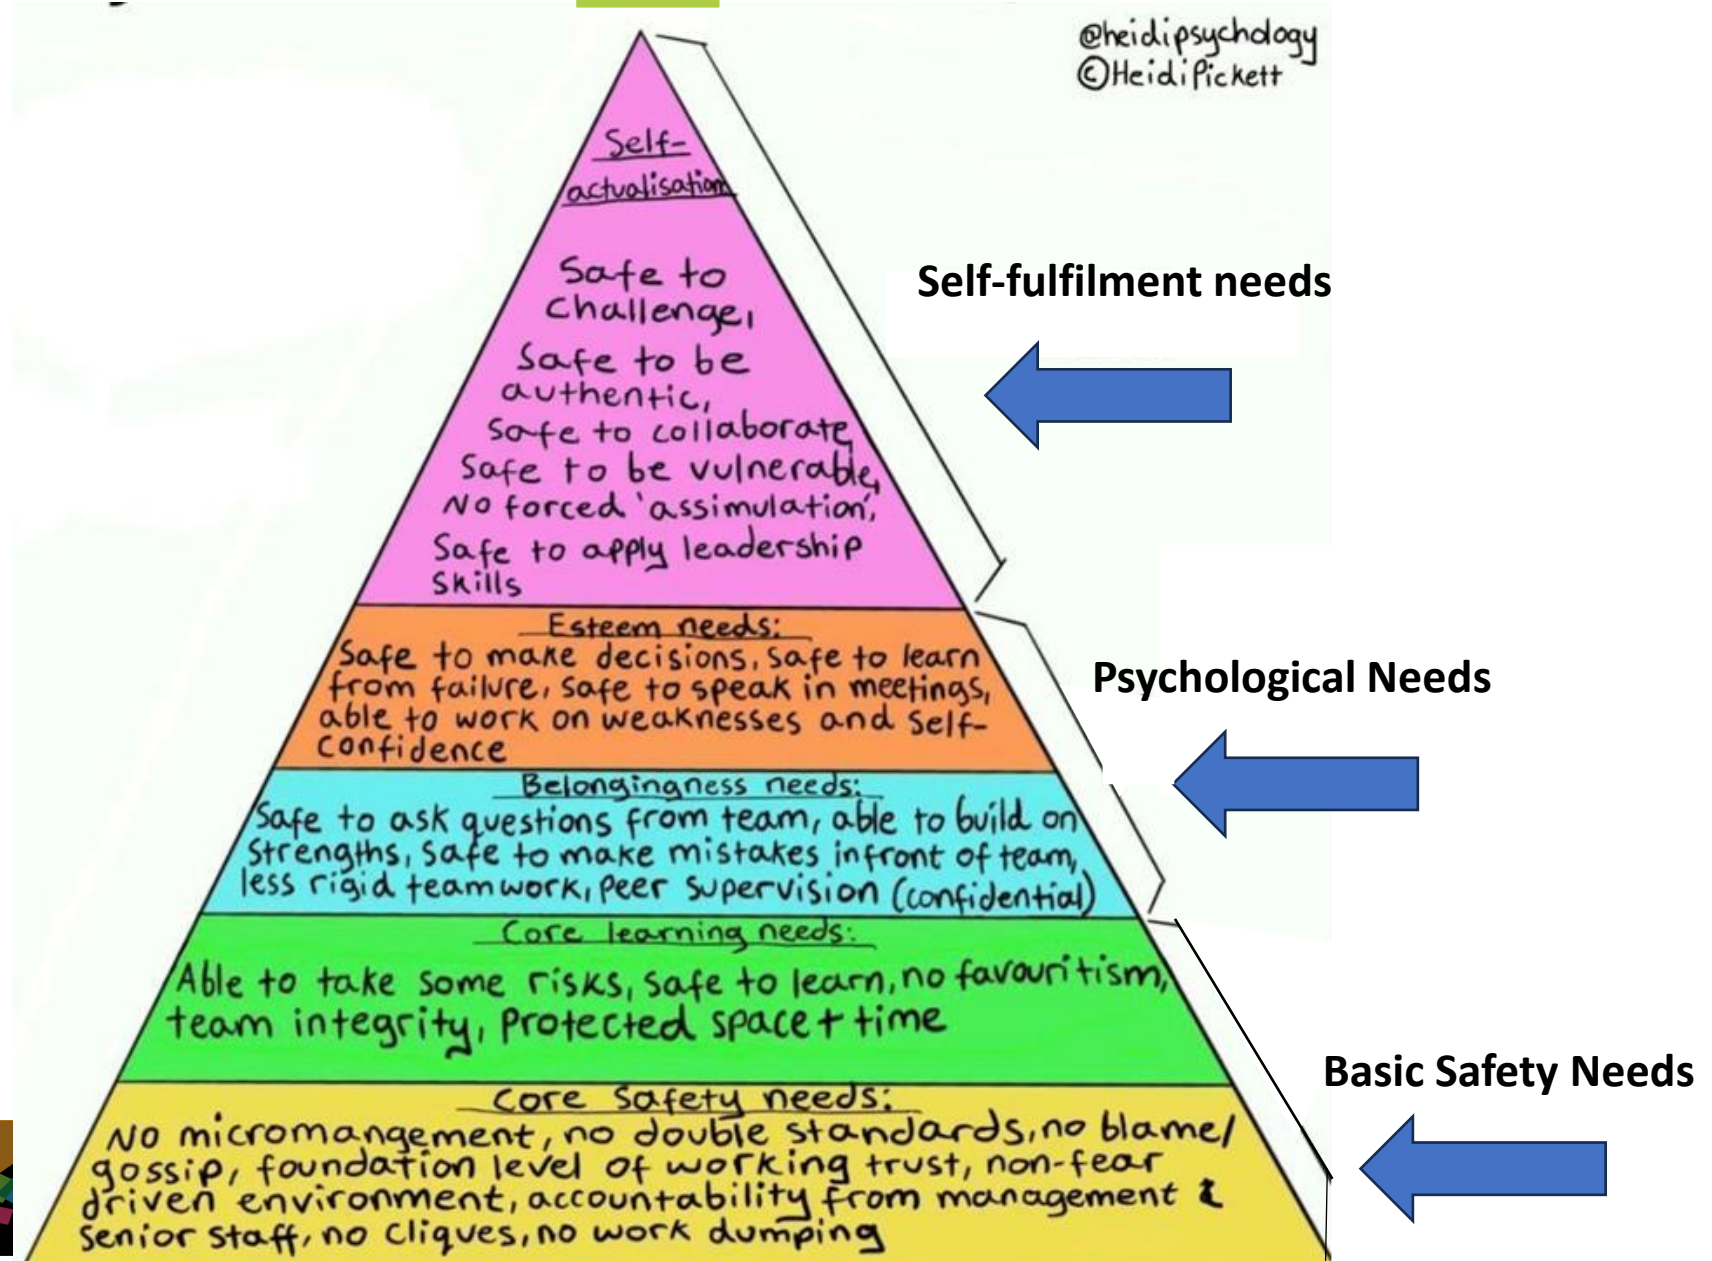 @heidipsychology
©HeidiPickett
Self-
actualisation
Safe to
challenge,
Safe to be
authentic,
Safe to collaborate,
Safe to be vulnerable,
No forced 'assimulation',
Safe to apply leadership
skills
Self-fulfilment needs
Esteem needs:
Safe to make decisions, safe to learn
from failure, safe to speak in meetings,
able to work on weaknesses and self-
confidence
Psychological Needs
Belongingness needs:
Safe to ask questions from team, able to build on
strengths, safe to make mistakes infront of team,
less rigid teamwork, peer supervision (confidential)
Core learning needs:
Able to take some risks, safe to learn, no favouritism,
team integrity, protected space + time
Basic Safety Needs
Core safety needs:
No micromangement, no double standards, no blame/
gossip, foundation level of working trust, non-fear
driven environment, accountability from management &
senior staff, no cliques, no work dumping